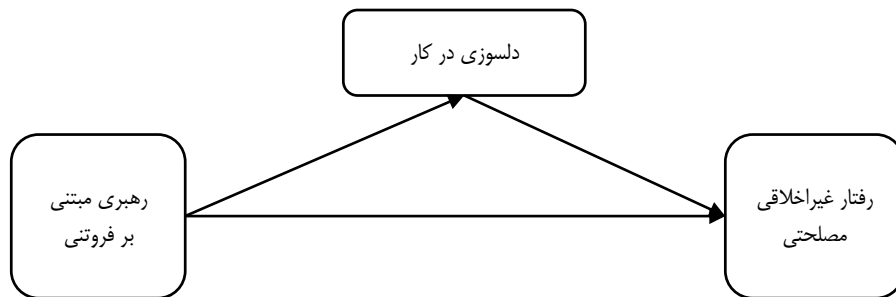 دلسوزی در کار
رهبری مبتنی
بر فروتنی
رفتار غیراخلاقی
مصلحتی